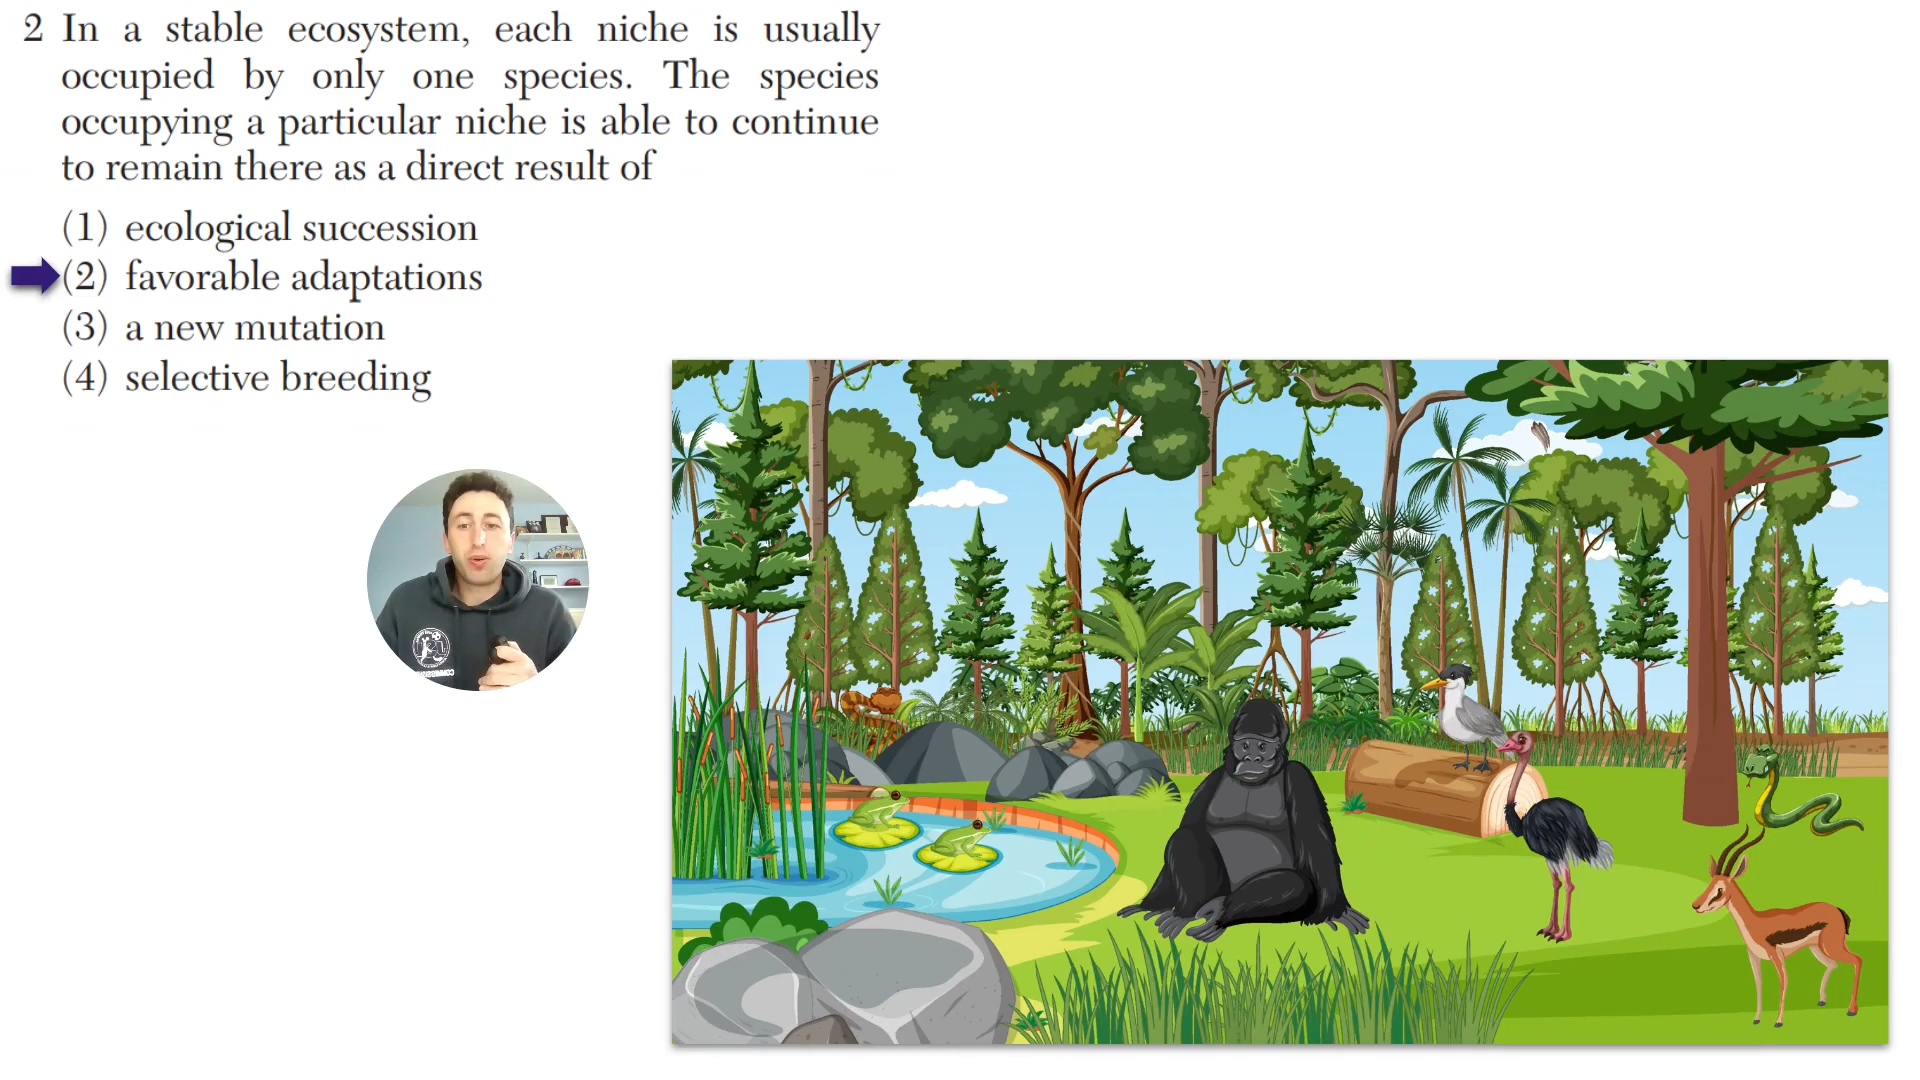 2 In a stable ecosystem, each niche is usually
occupied by only one species. The species
occupying a particular niche is able to continue
to remain there as a direct result of
(1) ecological succession
(2) favorable adaptations
(3) a new mutation
(4) selective breeding